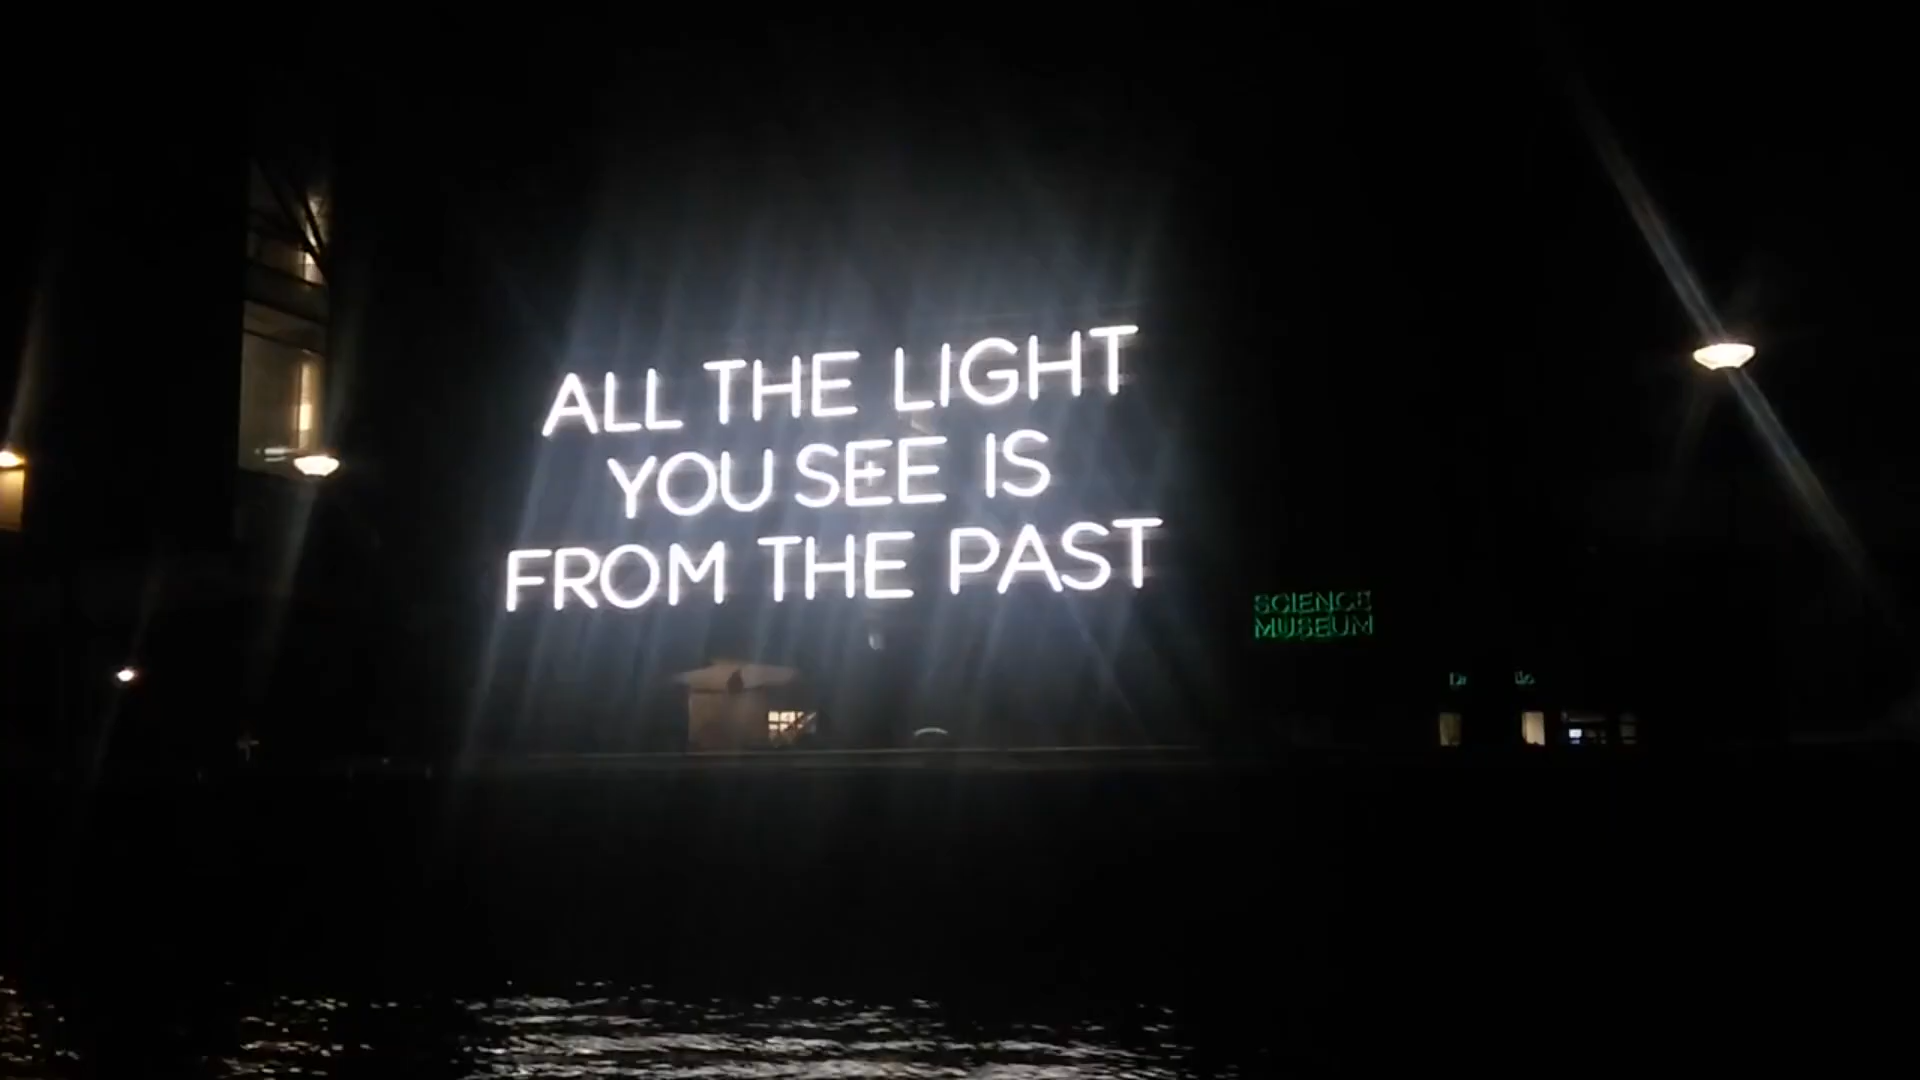 ALL THE LIGHT
YOU SEE IS
FROM THE PAST
SCIENCE
MUSEUM